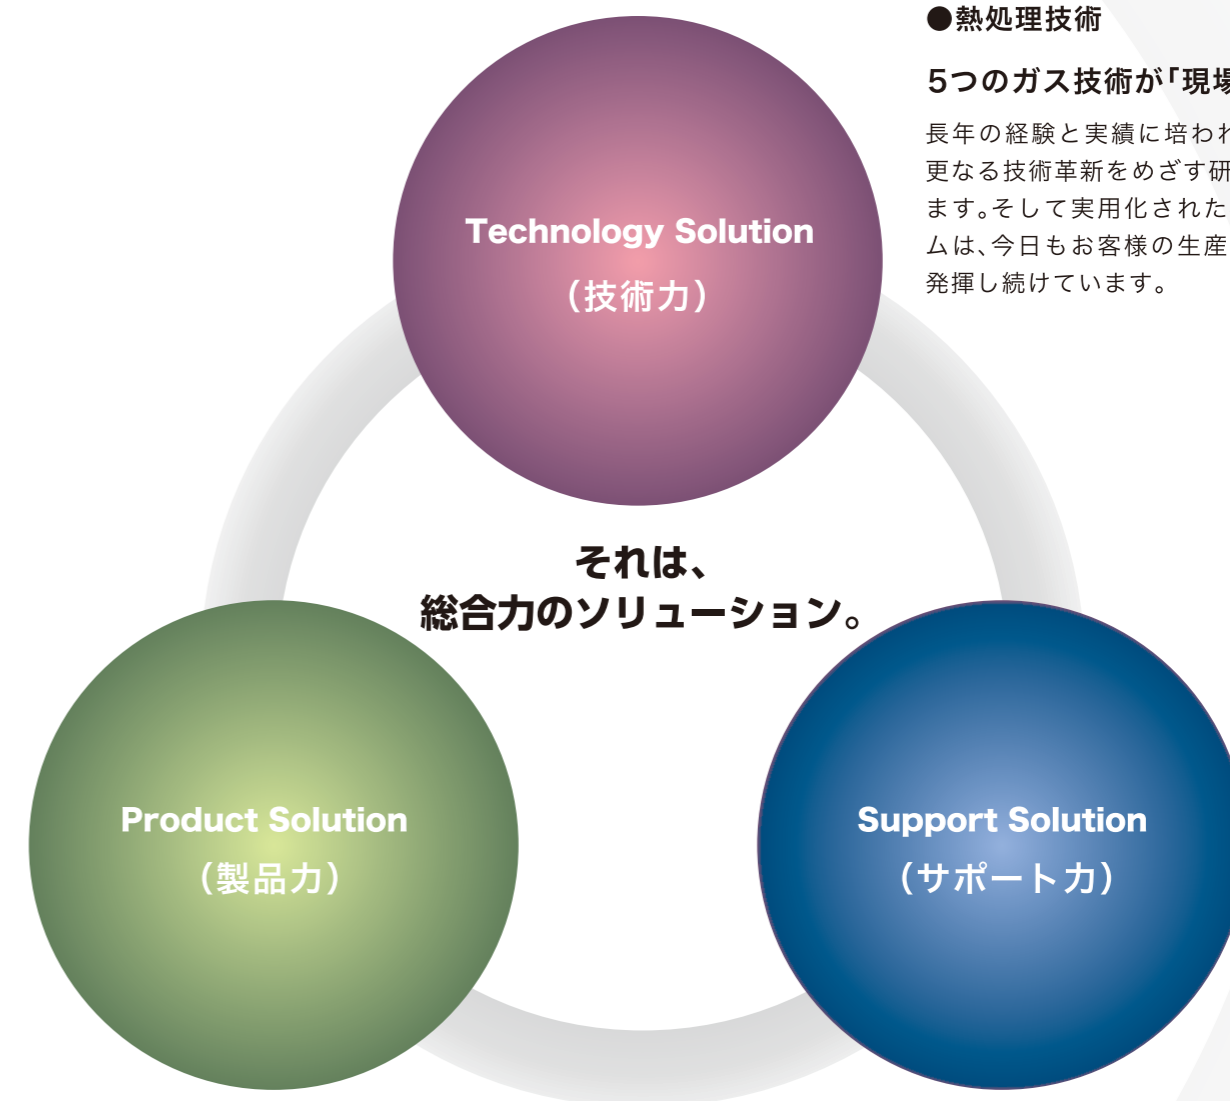 ●熱処理技術
5つのガス技術が「現場
長年の経験と実績に培われ
更なる技術革新をめざす研
ます。そして実用化された
ムは、今日もお客様の生産
発揮し続けています。
Technology Solution
（技術力）
それは、
総合力のソリューション。
Product Solution
（製品力）
Support Solution
（サポート力）